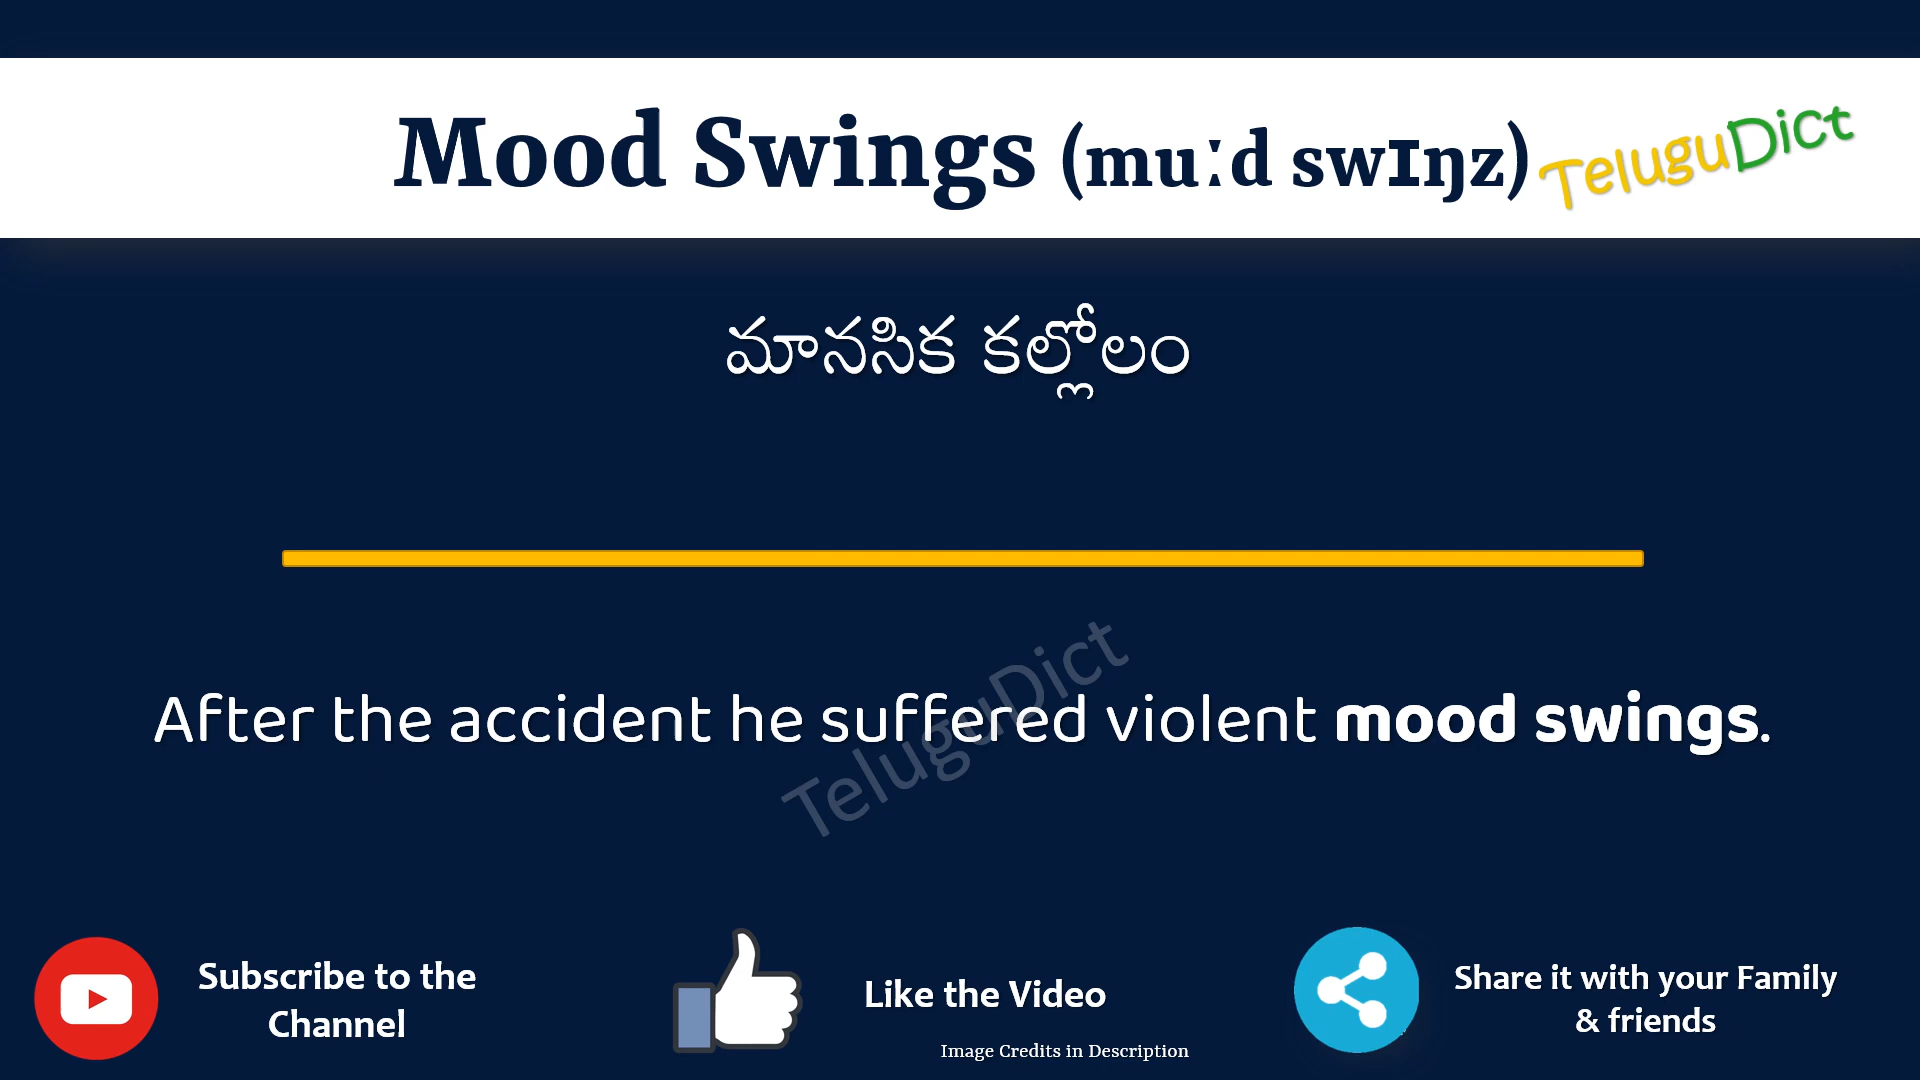 Mood Swings (muːd swɪŋz)
TeluguDict
మానసిక కల్లోలం
After the accident he suffered violent mood swings.
TeluguDict
Subscribe to the
Channel
Like the Video
Share it with your Family
& friends
Image Credits in Description